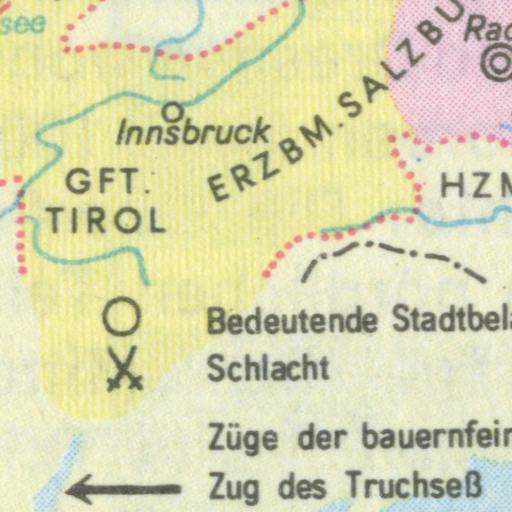 see
Innsbruck
ERZBM. SALZBU
GFT.
TIROL
HZM
Bedeutende Stadtbela
Schlacht
Züge der bauernfein
Zug des Truchseß